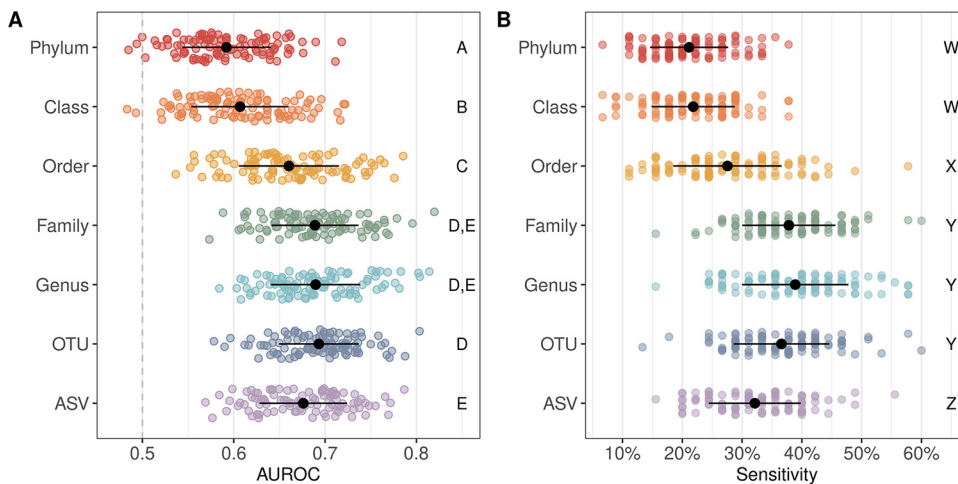 A
Phylum A
Class B
Order C
Family D,E
Genus D,E
OTU D
ASV E
0.5 0.6 0.7 0.8
AUROC
B
Phylum W
Class W
Order X
Family Y
Genus Y
OTU Y
ASV Z
10% 20% 30% 40% 50% 60%
Sensitivity